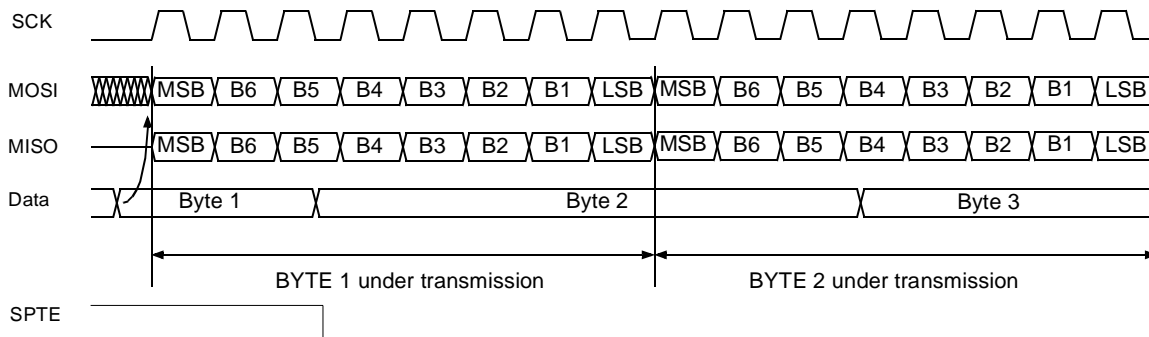 SCK
MOSI MSB B6 B5 B4 B3 B2 B1 LSB MSB B6 B5 B4 B3 B2 B1 LSB
MISO MSB B6 B5 B4 B3 B2 B1 LSB MSB B6 B5 B4 B3 B2 B1 LSB
Data Byte 1 Byte 2 Byte 3
BYTE 1 under transmission BYTE 2 under transmission
SPTE